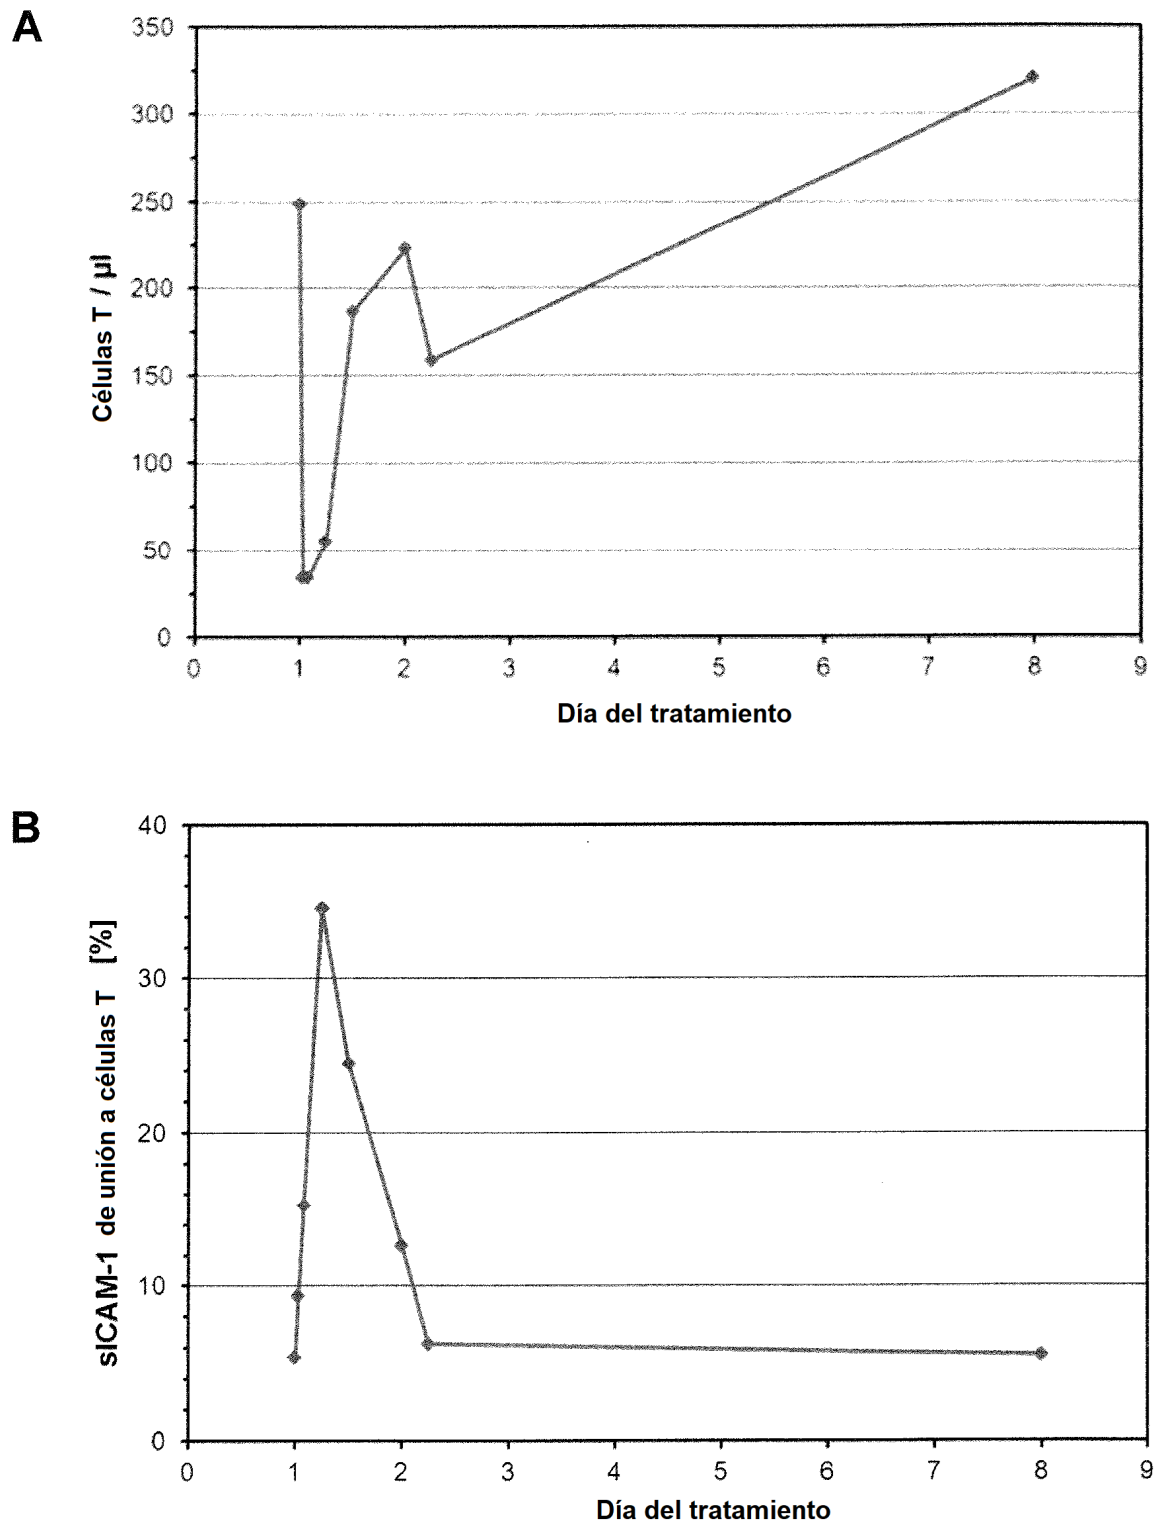 A
350
300
250
200
150
100
50
0
Células T / µl
0 1 2 3 4 5 6 7 8 9
Día del tratamiento
B
40
30
20
10
0
sICAM-1 de unión a células T [%]
0 1 2 3 4 5 6 7 8 9
Día del tratamiento